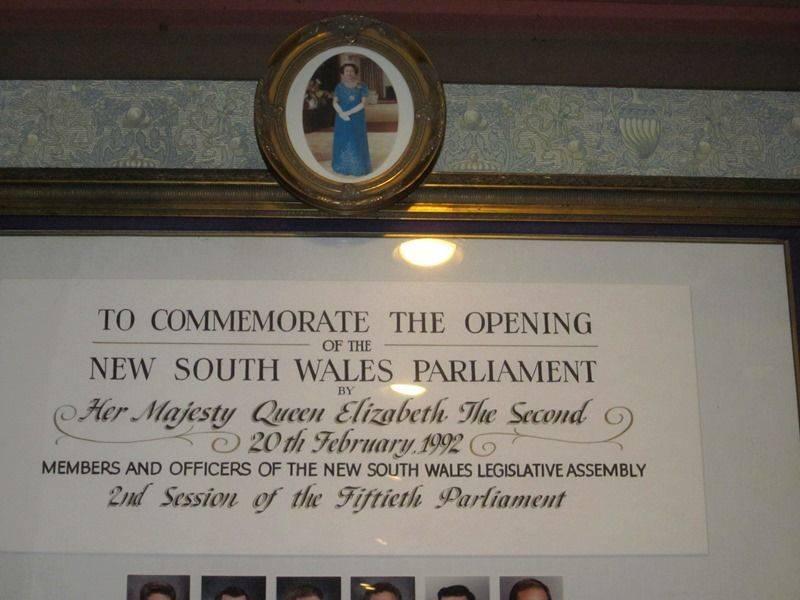 TO COMMEMORATE THE OPENING
OF THE
NEW SOUTH WALES PARLIAMENT
BY
Her Majesty Queen Elizabeth The Second
20th February, 1992
MEMBERS AND OFFICERS OF THE NEW SOUTH WALES LEGISLATIVE ASSEMBLY
2nd Session of the Fiftieth Parliament